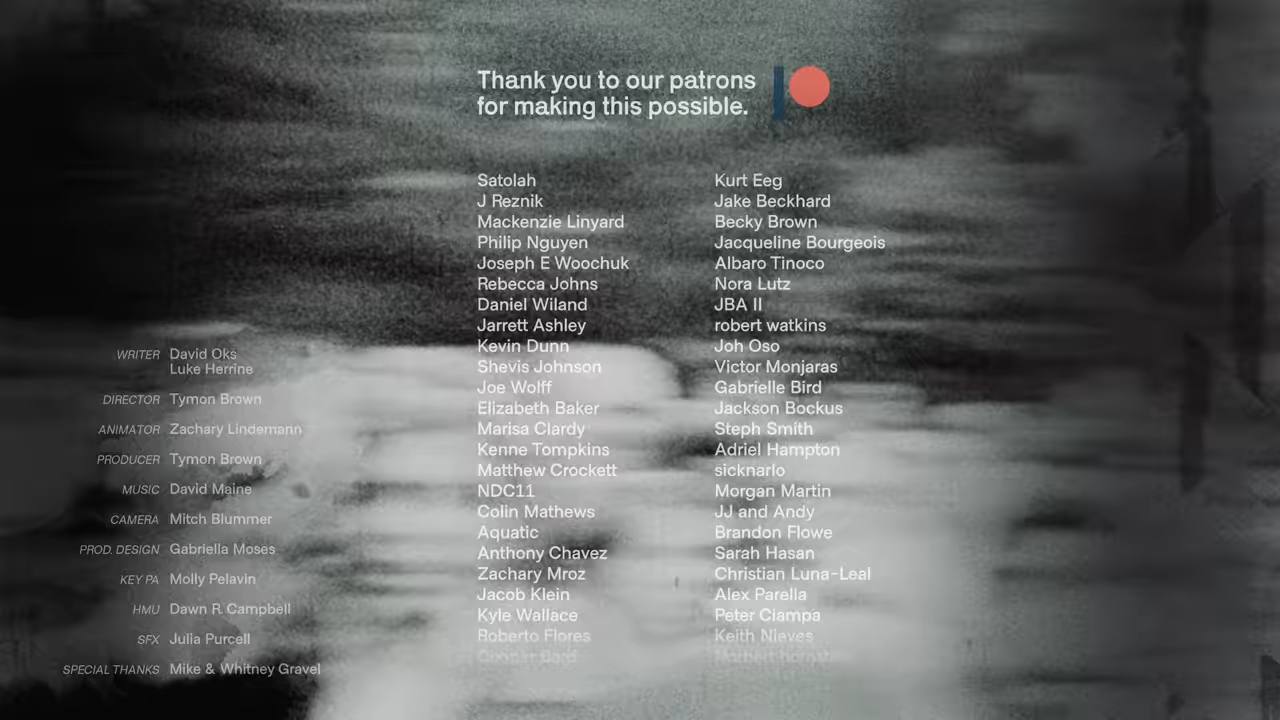 Thank you to our patrons
for making this possible.
WRITER David Oks
Luke Herrine
DIRECTOR Tymon Brown
ANIMATOR Zachary Lindemann
PRODUCER Tymon Brown
MUSIC David Maine
CAMERA Mitch Blummer
PROD. DESIGN Gabriella Moses
KEY PA Molly Pelavin
HMU Dawn R. Campbell
SFX Julia Purcell
SPECIAL THANKS Mike & Whitney Gravel
Satolah
J Reznik
Mackenzie Linyard
Philip Nguyen
Joseph E Woochuk
Rebecca Johns
Daniel Wiland
Jarrett Ashley
Kevin Dunn
Shevis Johnson
Joe Wolff
Elizabeth Baker
Marisa Clardy
Kenne Tompkins
Matthew Crockett
NDC11
Colin Mathews
Aquatic
Anthony Chavez
Zachary Mroz
Jacob Klein
Kyle Wallace
Roberto Flores
Kurt Eeg
Jake Beckhard
Becky Brown
Jacqueline Bourgeois
Albaro Tinoco
Nora Lutz
JBA II
robert watkins
Joh Oso
Victor Monjaras
Gabrielle Bird
Jackson Bockus
Steph Smith
Adriel Hampton
sicknarlo
Morgan Martin
JJ and Andy
Brandon Flowe
Sarah Hasan
Christian Luna-Leal
Alex Parella
Peter Ciampa
Keith Nieves